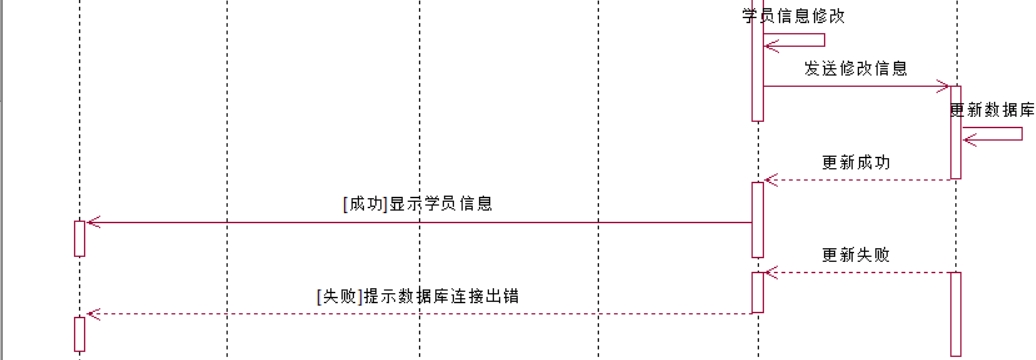 学员信息修改
发送修改信息
更新数据库
更新成功
[成功]显示学员信息
更新失败
[失败]提示数据库连接出错